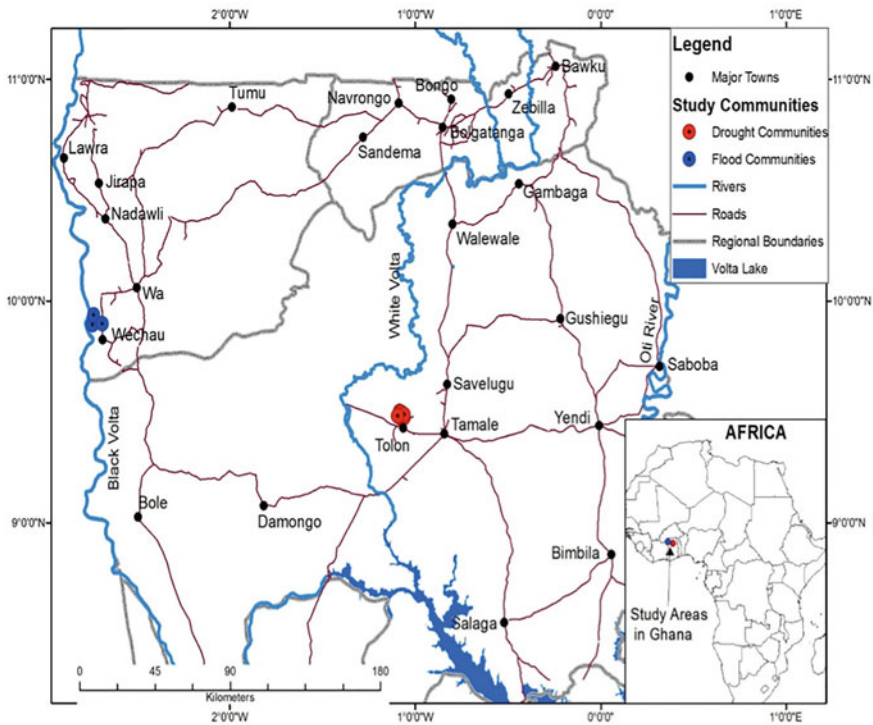 2°0'0"W
1°0'0"W
0°0'0"
Legend
Major Towns
Study Communities
Drought Communities
Flood Communities
Rivers
Roads
Regional Boundaries
Volta Lake
11°0'0"N
11°0'0"N
Bawku
Bongo
Tumu
Navrongo
Zebilla
Bolgatanga
Lawra
Sandema
Jirapa
Gambaga
Nadawli
Walewale
White Volta
Wa
10°0'0"N
10°0'0"N
Gushiegu
Oti River
Wechau
Saboba
Savelugu
Black Volta
Tolon
Tamale
Yendi
AFRICA
Bole
Damongo
9°0'0"N
9°0'0"N
Bimbila
Study Areas
in Ghana
Salaga
0 45 90 180
Kilometers
2°0'0"W
1°0'0"W
0°0'0"
1°0'0"E